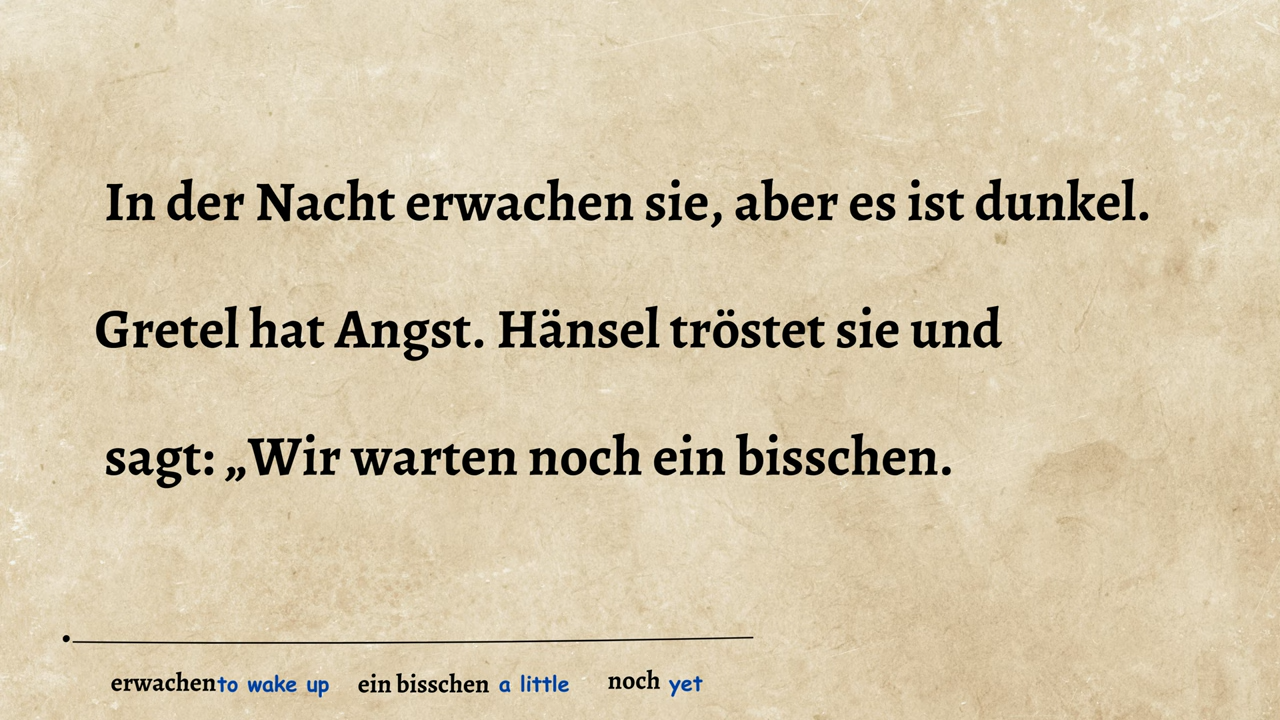 In der Nacht erwachen sie, aber es ist dunkel.
Gretel hat Angst. Hänsel tröstet sie und
sagt: „Wir warten noch ein bisschen.
erwachen to wake up ein bisschen a little noch yet